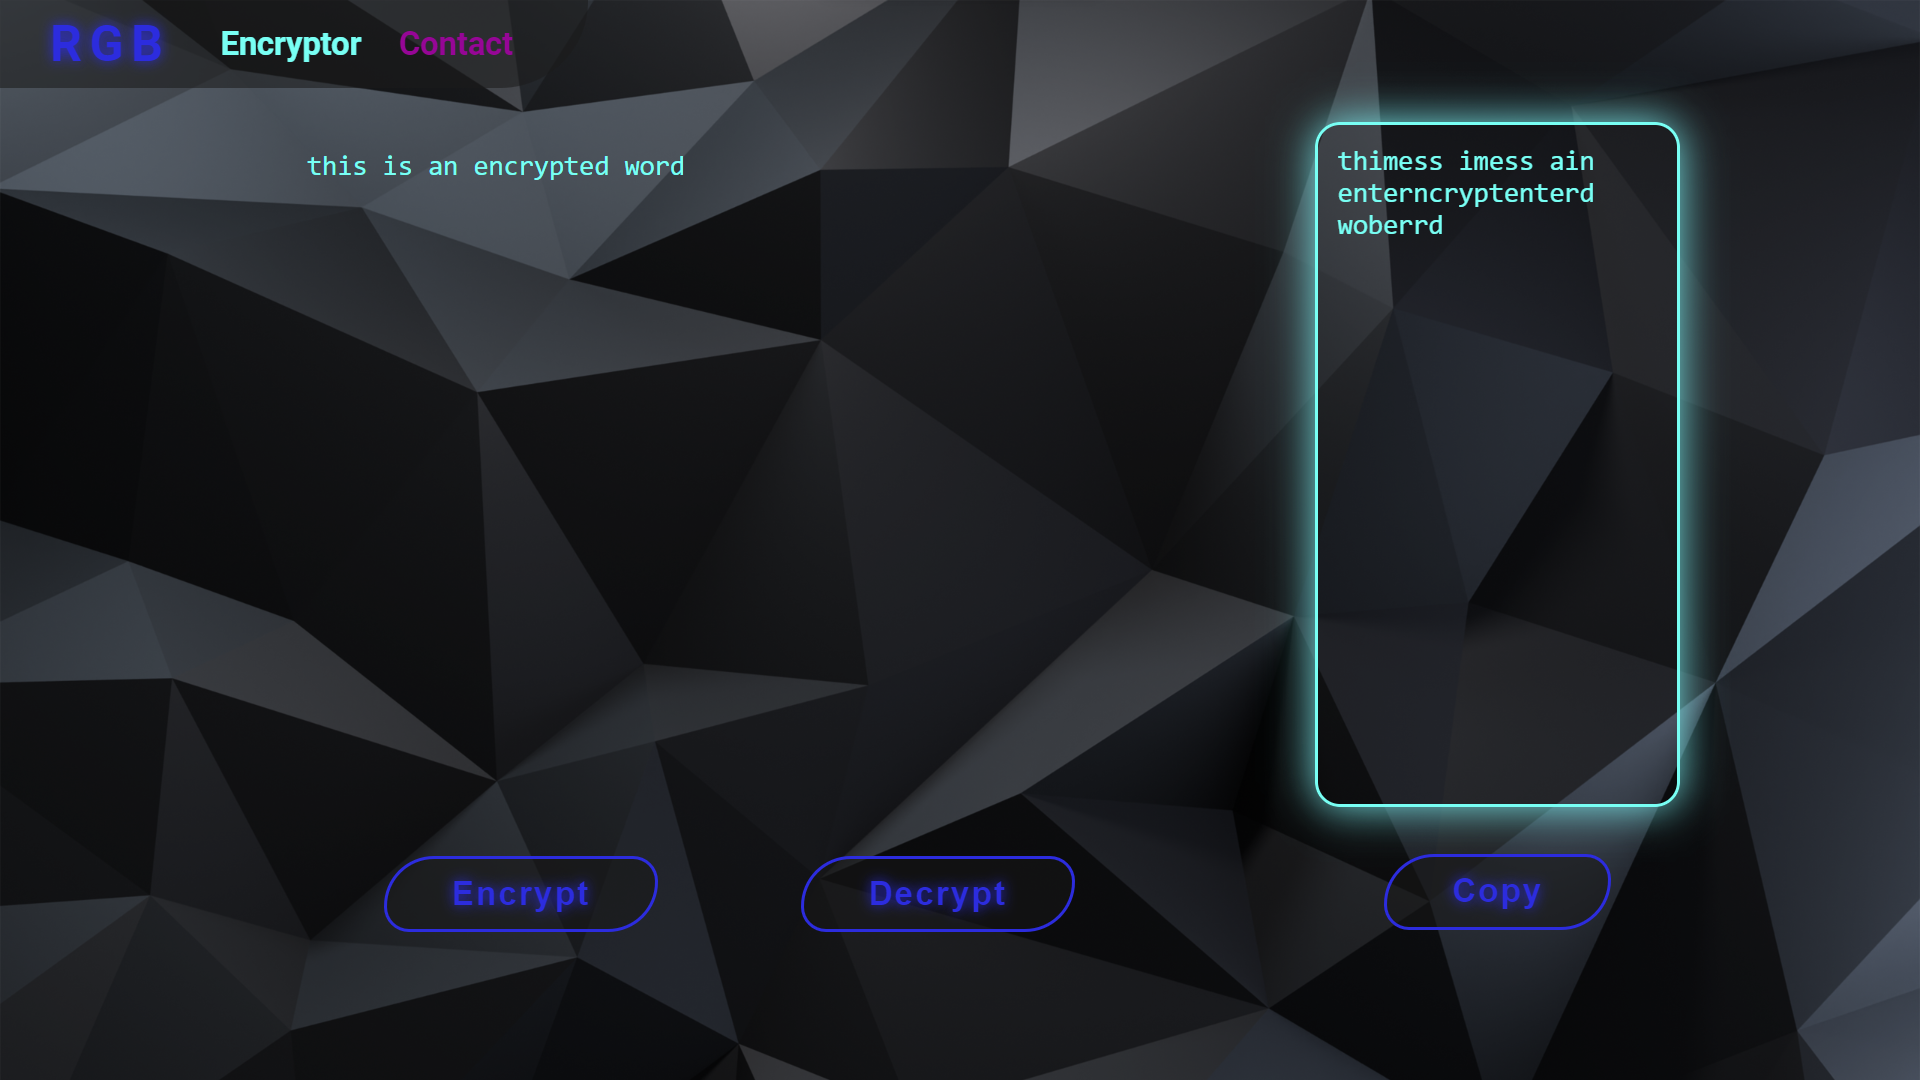 RGB Encryptor Contact
this is an encrypted word
thimess imess ain
enterncryptenterd
woberrd
Encrypt Decrypt Copy